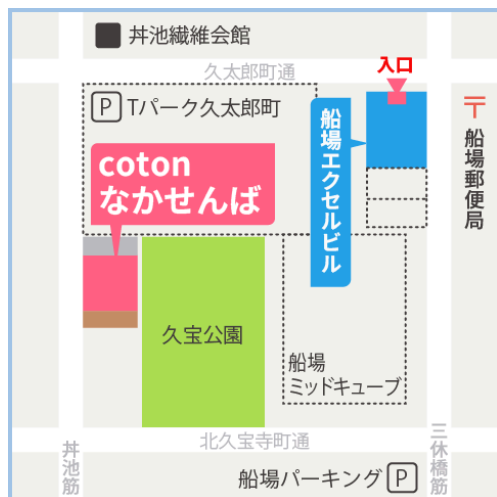 丼池繊維会館
久太郎町通
入口
P Tパーク久太郎町
船場エクセルビル
〒
船場郵便局
coton
なかせんば
久宝公園
船場
ミッドキューブ
北久宝寺町通
丼池筋
三休橋筋
船場パーキング P